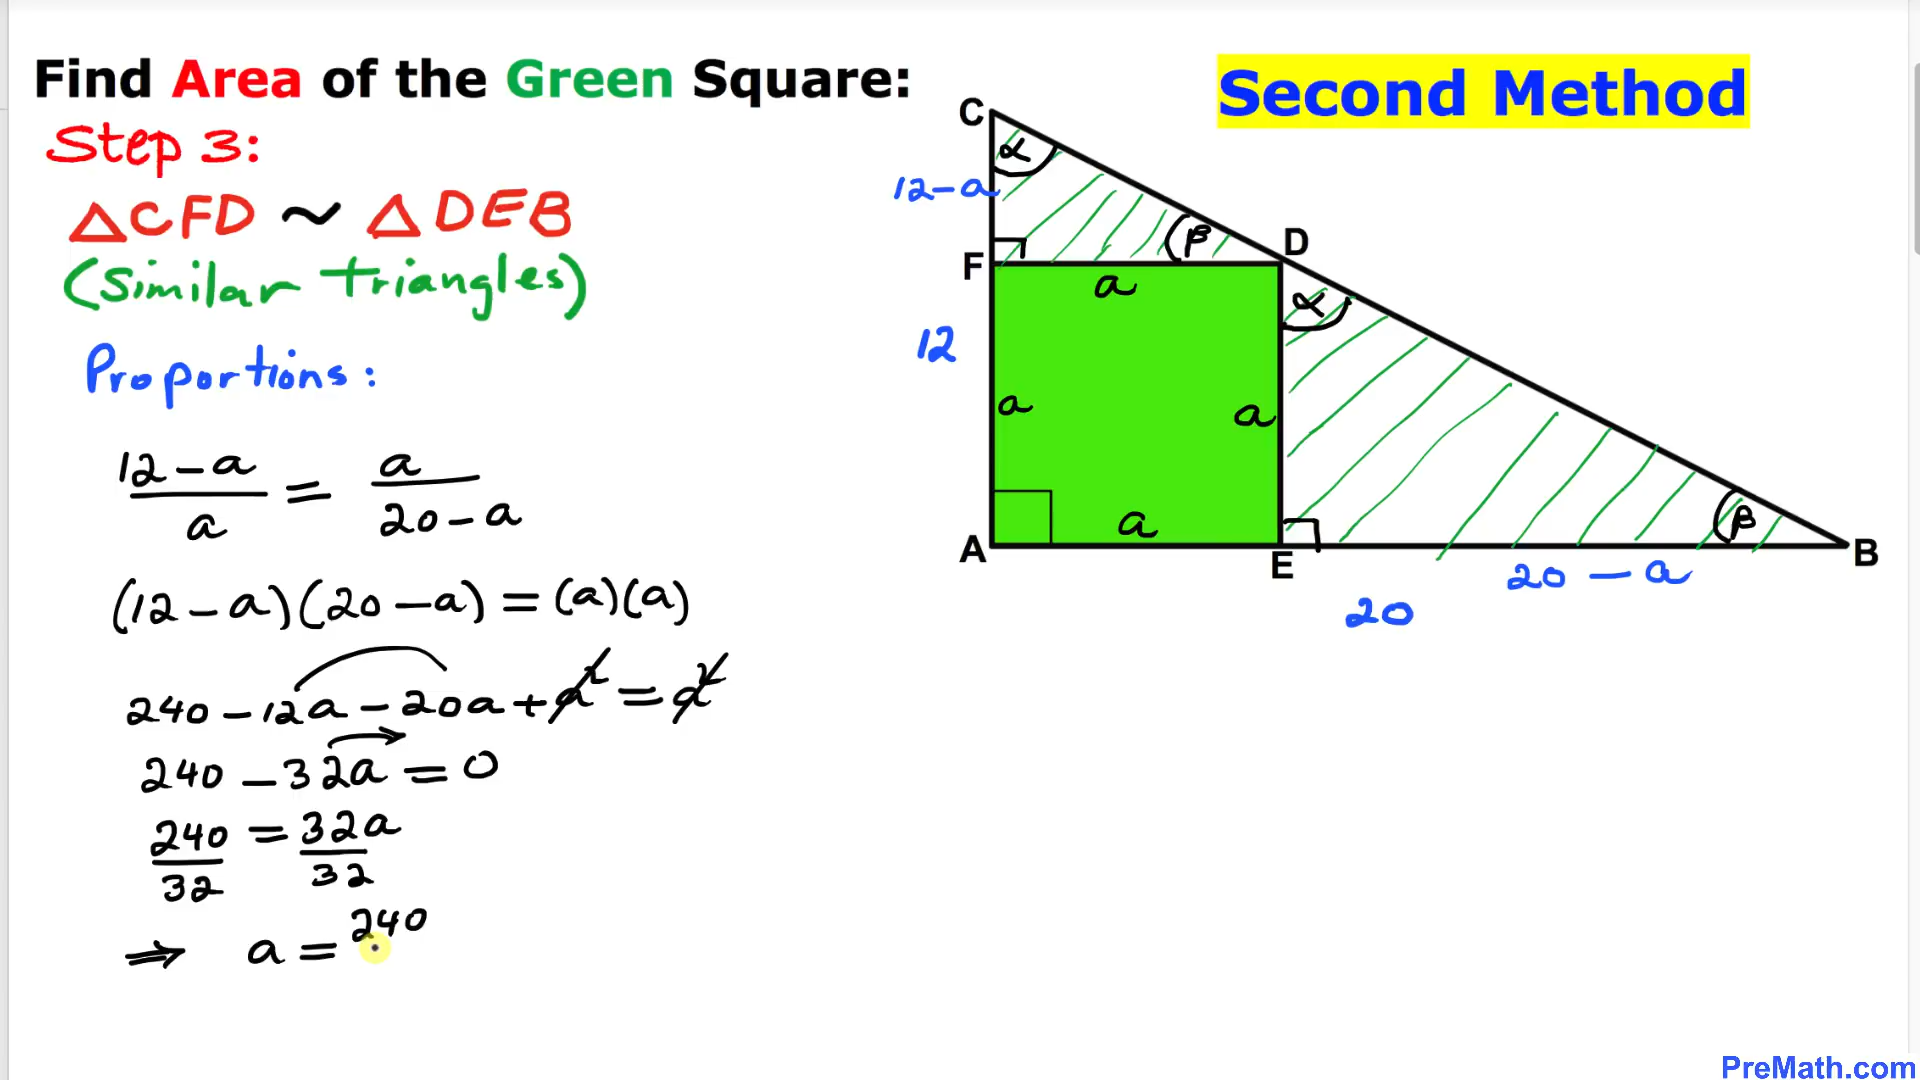 Find Area of the Green Square:
Second Method
Step 3:
△CFD ~ △DEB
(Similar triangles)
Proportions:
12-a/a = a/20-a
(12-a)(20-a)=(a)(a)
240-12a-20a+a²=a²
240-32a=0
240/32 = 32a/32
⇒ a = 240
C
α
12-a
β
D
F
a
α
12
a
a
a
β
A
E
B
20-a
20
PreMath.com